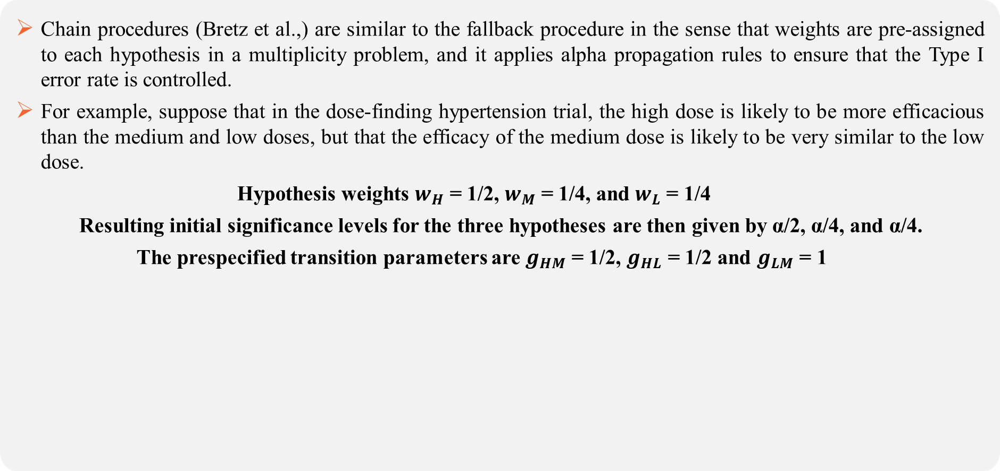 ➢ Chain procedures (Bretz et al.,) are similar to the fallback procedure in the sense that weights are pre-assigned
to each hypothesis in a multiplicity problem, and it applies alpha propagation rules to ensure that the Type I
error rate is controlled.
➢ For example, suppose that in the dose-finding hypertension trial, the high dose is likely to be more efficacious
than the medium and low doses, but that the efficacy of the medium dose is likely to be very similar to the low
dose.
Hypothesis weights w_H = 1/2, w_M = 1/4, and w_L = 1/4
Resulting initial significance levels for the three hypotheses are then given by α/2, α/4, and α/4.
The prespecified transition parameters are g_HM = 1/2, g_HL = 1/2 and g_LM = 1